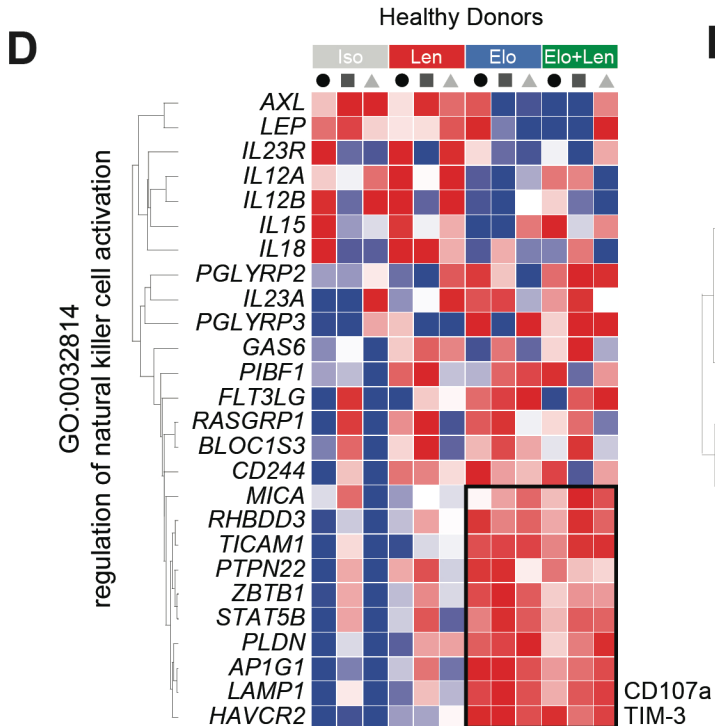 D
Healthy Donors
Iso Len Elo Elo+Len
AXL
LEP
IL23R
IL12A
IL12B
IL15
IL18
PGLYRP2
IL23A
PGLYRP3
GAS6
PIBF1
FLT3LG
RASGRP1
BLOC1S3
CD244
MICA
RHBDD3
TICAM1
PTPN22
ZBTB1
STAT5B
PLDN
AP1G1
LAMP1 CD107a
HAVCR2 TIM-3
GO:0032814
regulation of natural killer cell activation